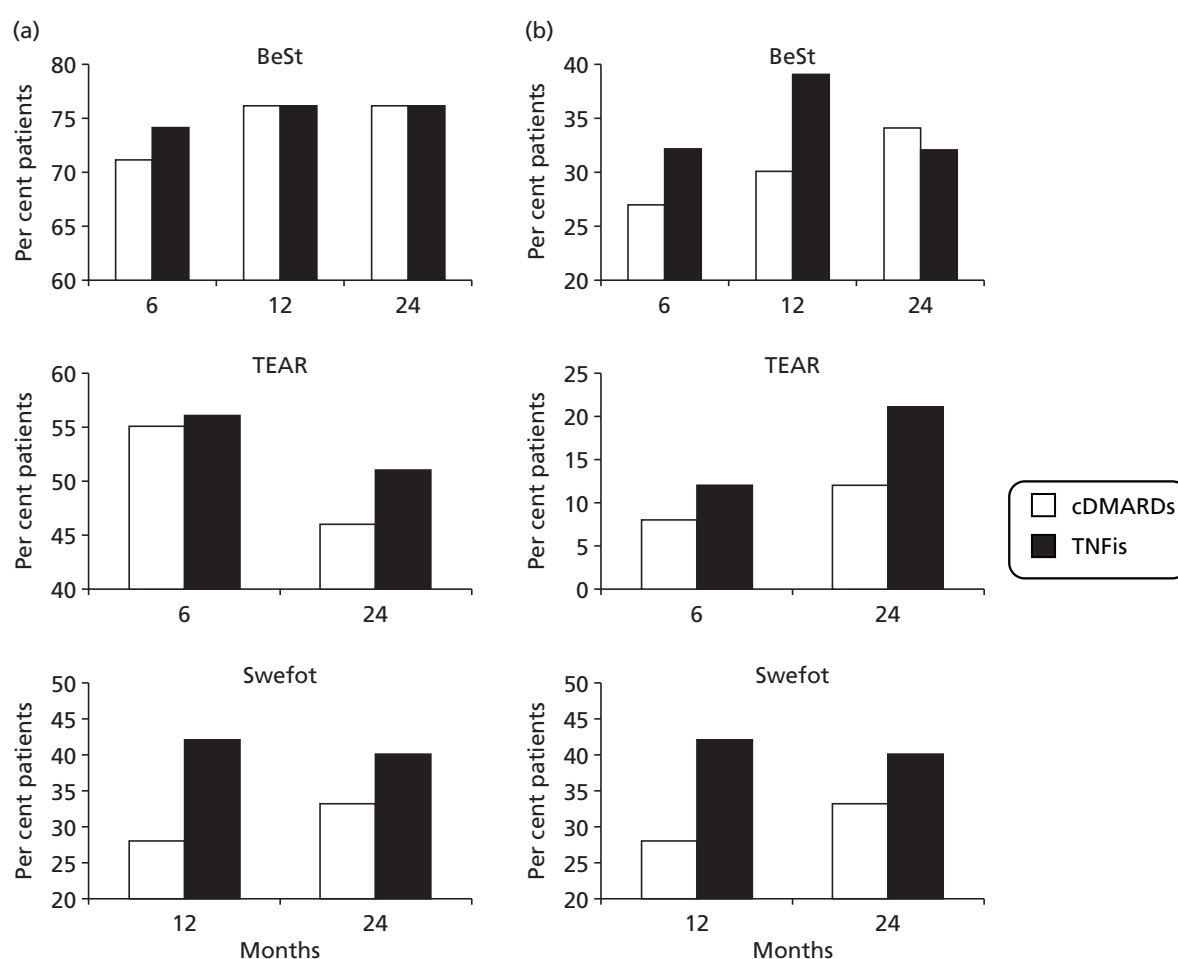 (a)
BeSt
Per cent patients
80
75
70
65
60
6 12 24
(b)
BeSt
Per cent patients
40
35
30
25
20
6 12 24
TEAR
Per cent patients
60
55
50
45
40
6 24
TEAR
Per cent patients
25
20
15
10
5
0
6 24
cDMARDs
TNFis
Swefot
Per cent patients
50
45
40
35
30
25
20
12 24
Months
Swefot
Per cent patients
50
45
40
35
30
25
20
12 24
Months